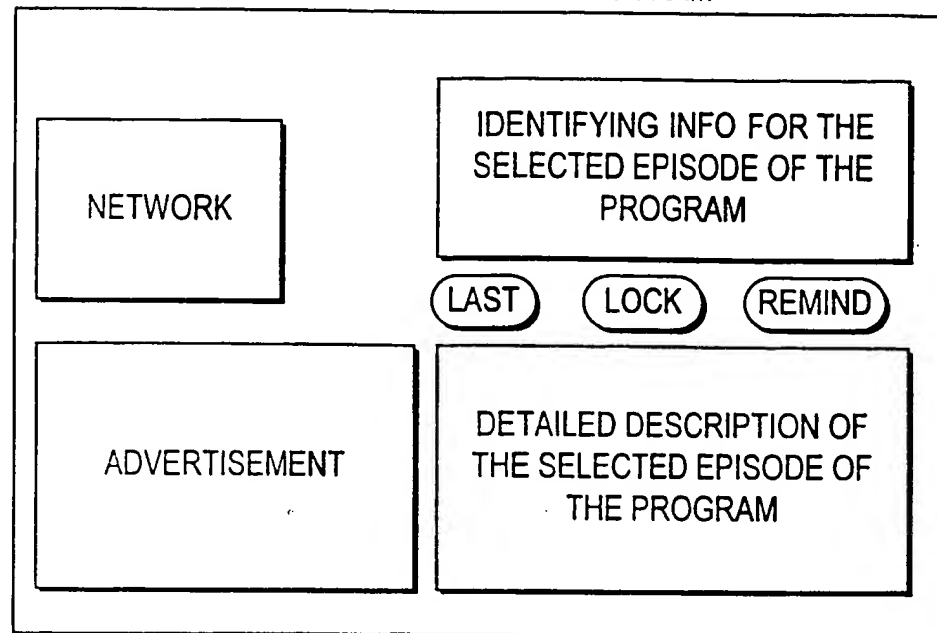 NETWORK
IDENTIFYING INFO FOR THE
SELECTED EPISODE OF THE
PROGRAM
LAST
LOCK
REMIND
ADVERTISEMENT
DETAILED DESCRIPTION OF
THE SELECTED EPISODE OF
THE PROGRAM